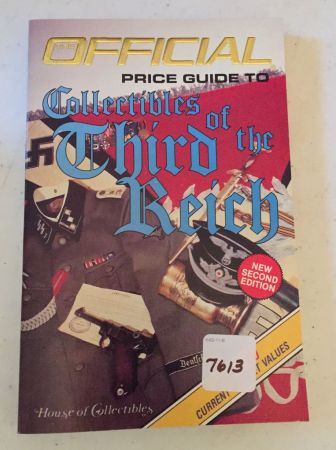 OFFICIAL
PRICE GUIDE TO
Collectibles
of the
Third
Reich
NEW
SECOND
EDITION
7613
CURRENT
VALUES
House of Collectibles